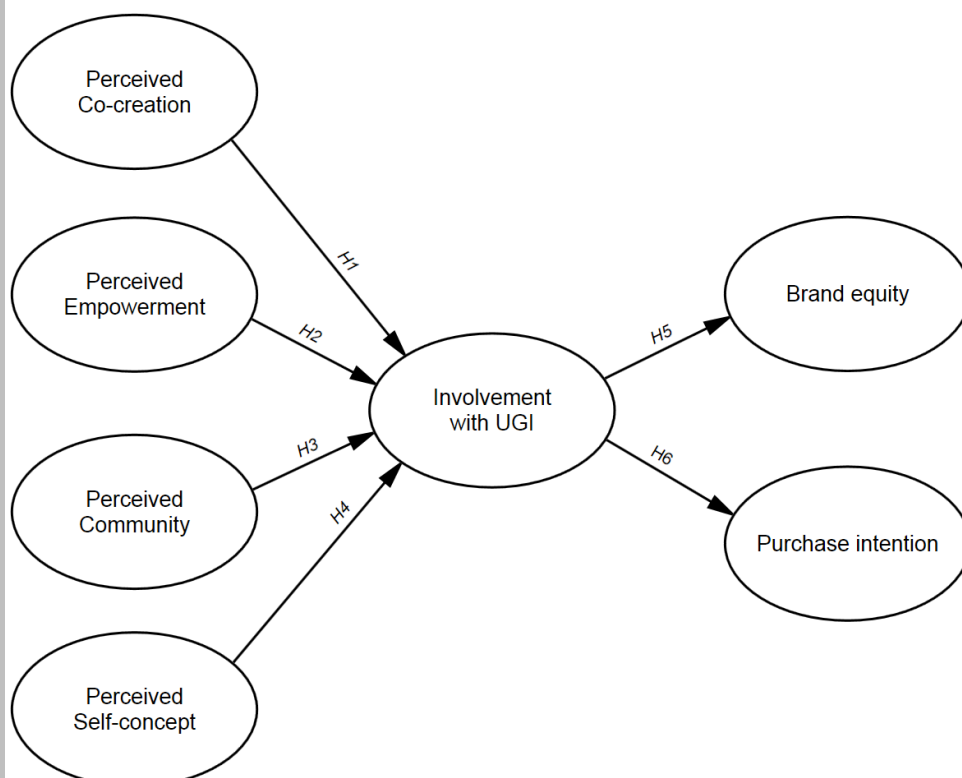 Perceived
Co-creation
H1
Perceived
Empowerment
H2
Perceived
Community
H3
Perceived
Self-concept
H4
Involvement
with UGI
H5
Brand equity
H6
Purchase intention